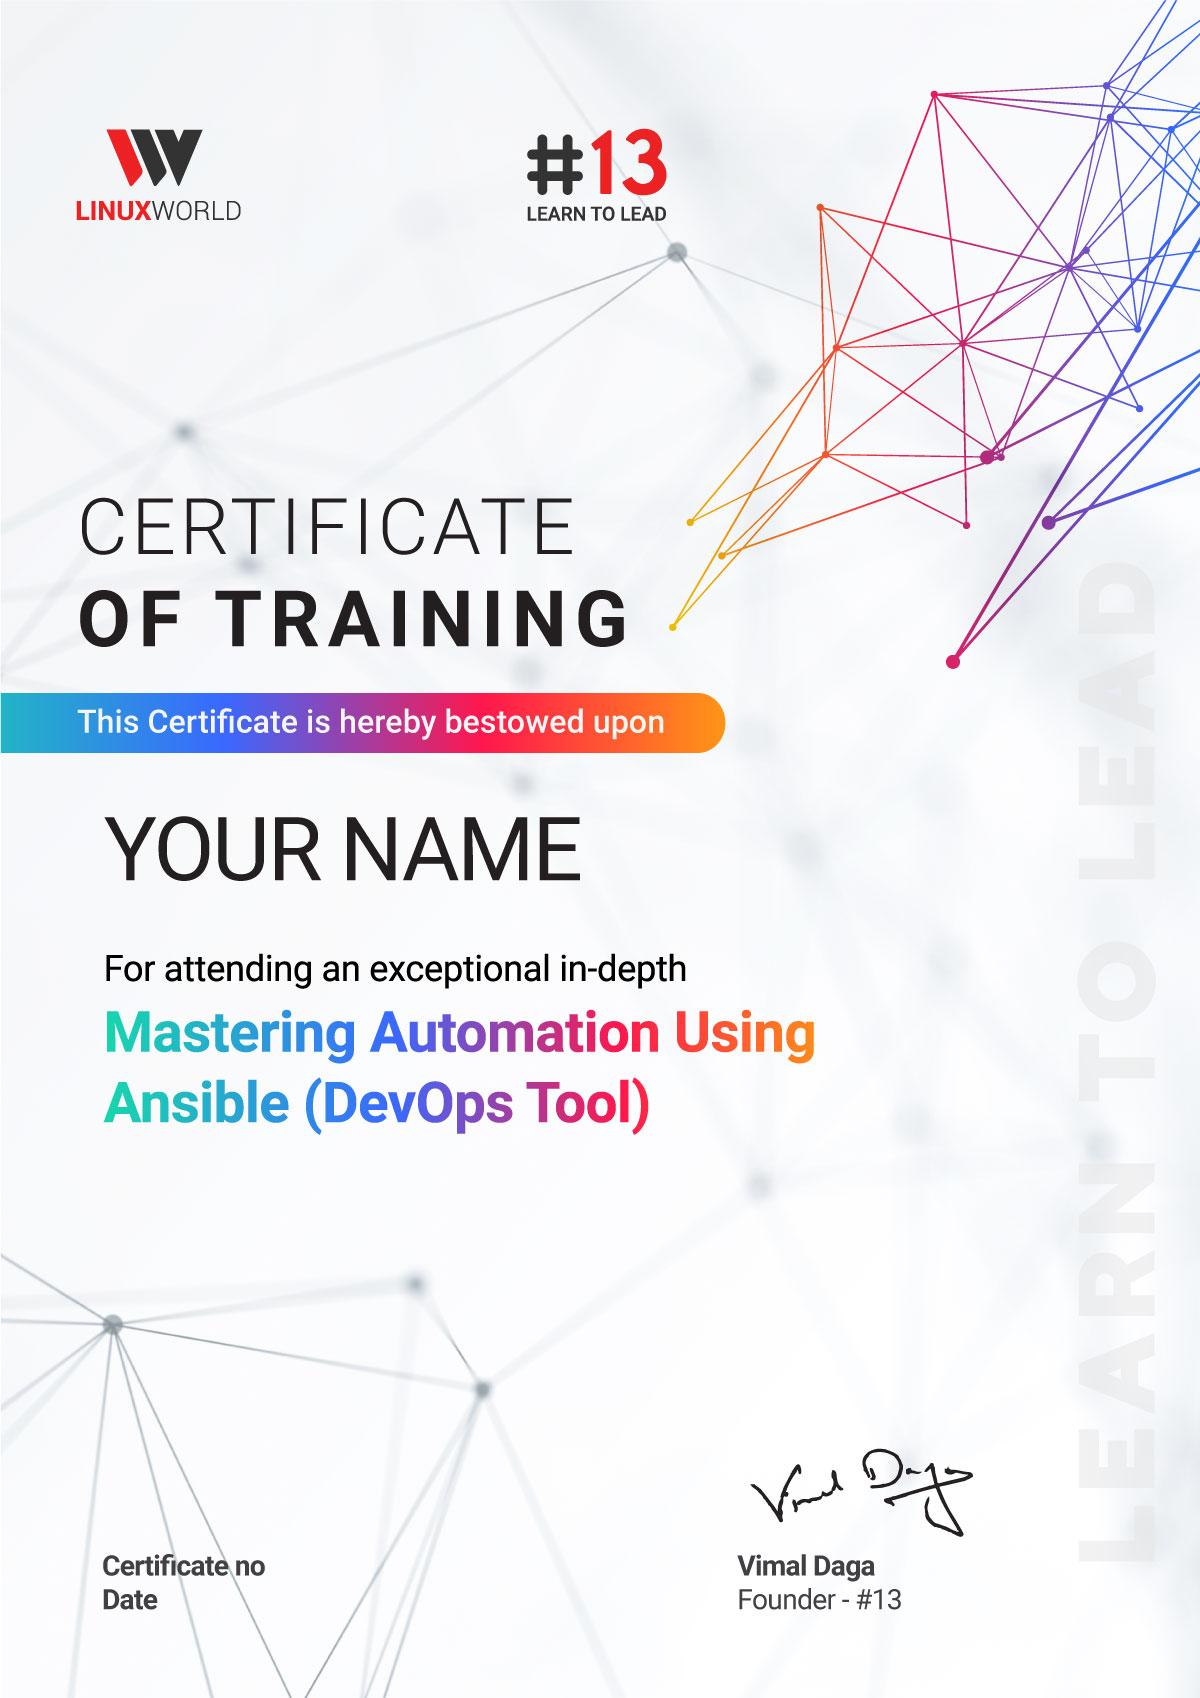 LINUXWORLD
#13
LEARN TO LEAD
CERTIFICATE
OF TRAINING
This Certificate is hereby bestowed upon
YOUR NAME
For attending an exceptional in-depth
Mastering Automation Using
Ansible (DevOps Tool)
LEARN TO LEAD
Vimal Daga
Certificate no
Date
Vimal Daga
Founder - #13